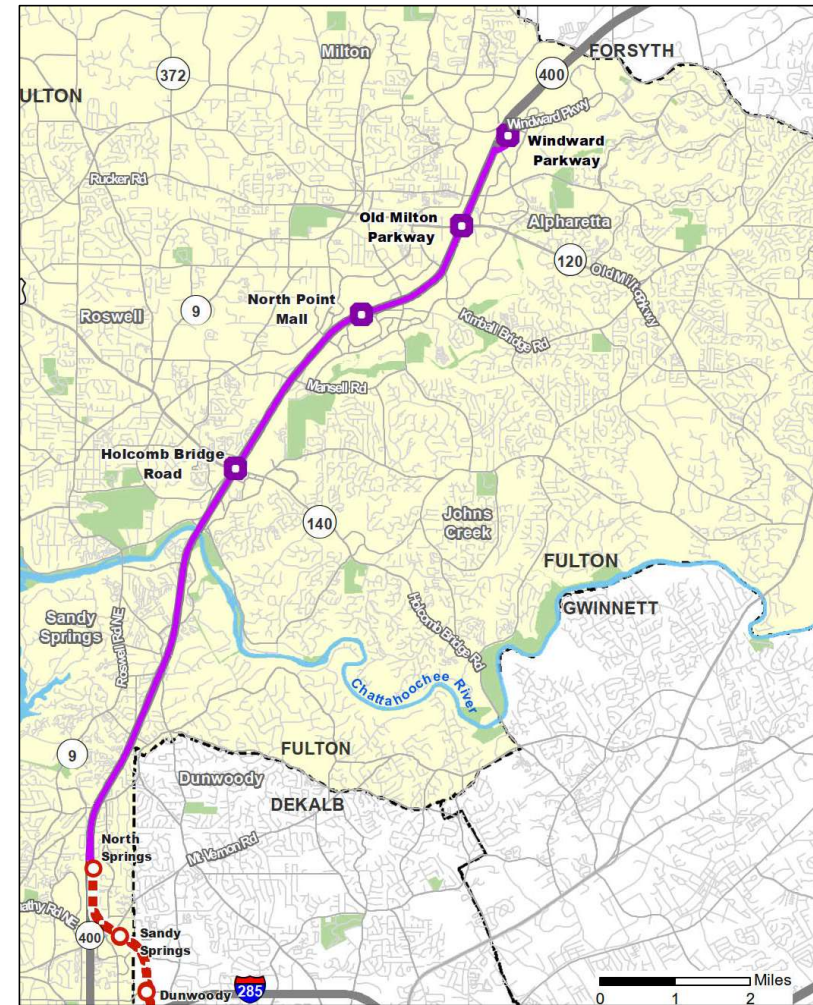 Milton
FORSYTH
400
372
ULTON
Windward Pkwy
Windward
Parkway
Rucker Rd
Old Milton
Parkway
Alpharetta
120
Old Milton Pkwy
North Point
Mall
9
Roswell
Kimball Bridge Rd
Mansell Rd
Holcomb Bridge
Road
140
Johns
Creek
FULTON
GWINNETT
Sandy
Springs
Roswell Rd NE
Holcomb Bridge Rd
Chattahoochee River
9
FULTON
Dunwoody
DEKALB
North
Springs
Mt Vernon Rd
athy Rd NE
400
Sandy
Springs
Dunwoody
285
Miles
0 1 2